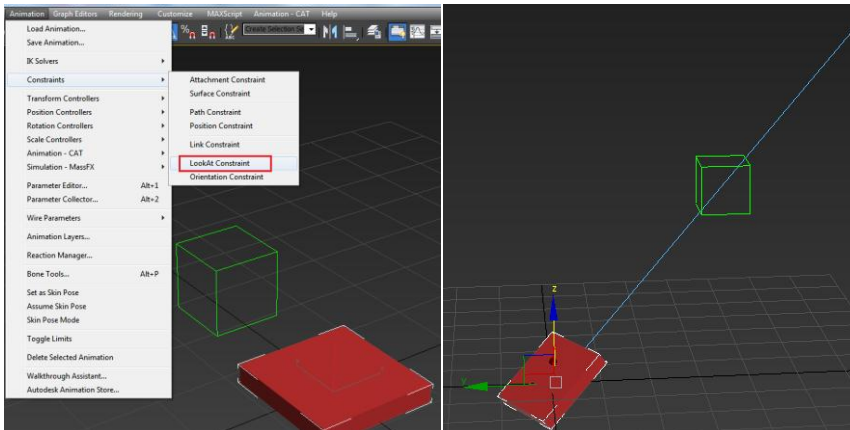 Animation Graph Editors Rendering Customize MAXScript Animation - CAT Help
Load Animation...
Save Animation...
IK Solvers
Constraints
Transform Controllers
Position Controllers
Rotation Controllers
Scale Controllers
Animation - CAT
Simulation - MassFX
Parameter Editor... Alt+1
Parameter Collector... Alt+2
Wire Parameters
Animation Layers...
Reaction Manager...
Bone Tools... Alt+P
Set as Skin Pose
Assume Skin Pose
Skin Pose Mode
Toggle Limits
Delete Selected Animation
Walkthrough Assistant...
Autodesk Animation Store...
Create Selection Se
Attachment Constraint
Surface Constraint
Path Constraint
Position Constraint
Link Constraint
LookAt Constraint
Orientation Constraint
z
y